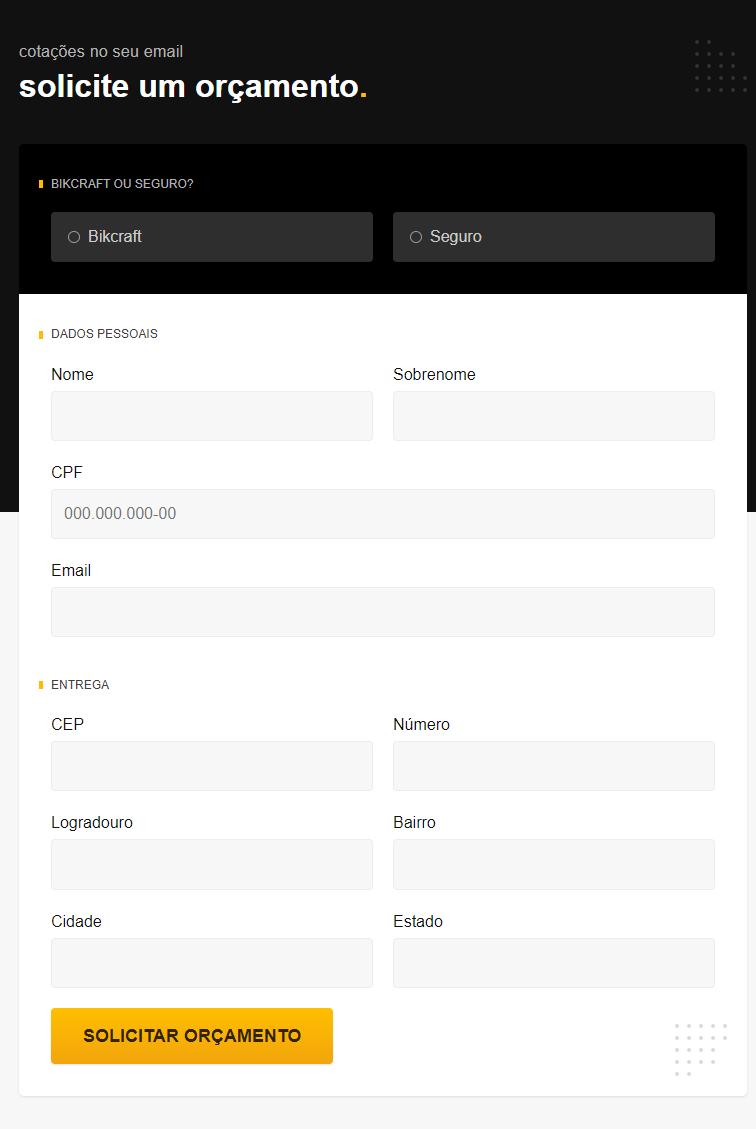 cotações no seu email
solicite um orçamento.
BIKCRAFT OU SEGURO?
Bikcraft
Seguro
DADOS PESSOAIS
Nome
Sobrenome
CPF
000.000.000-00
Email
ENTREGA
CEP
Número
Logradouro
Bairro
Cidade
Estado
SOLICITAR ORÇAMENTO